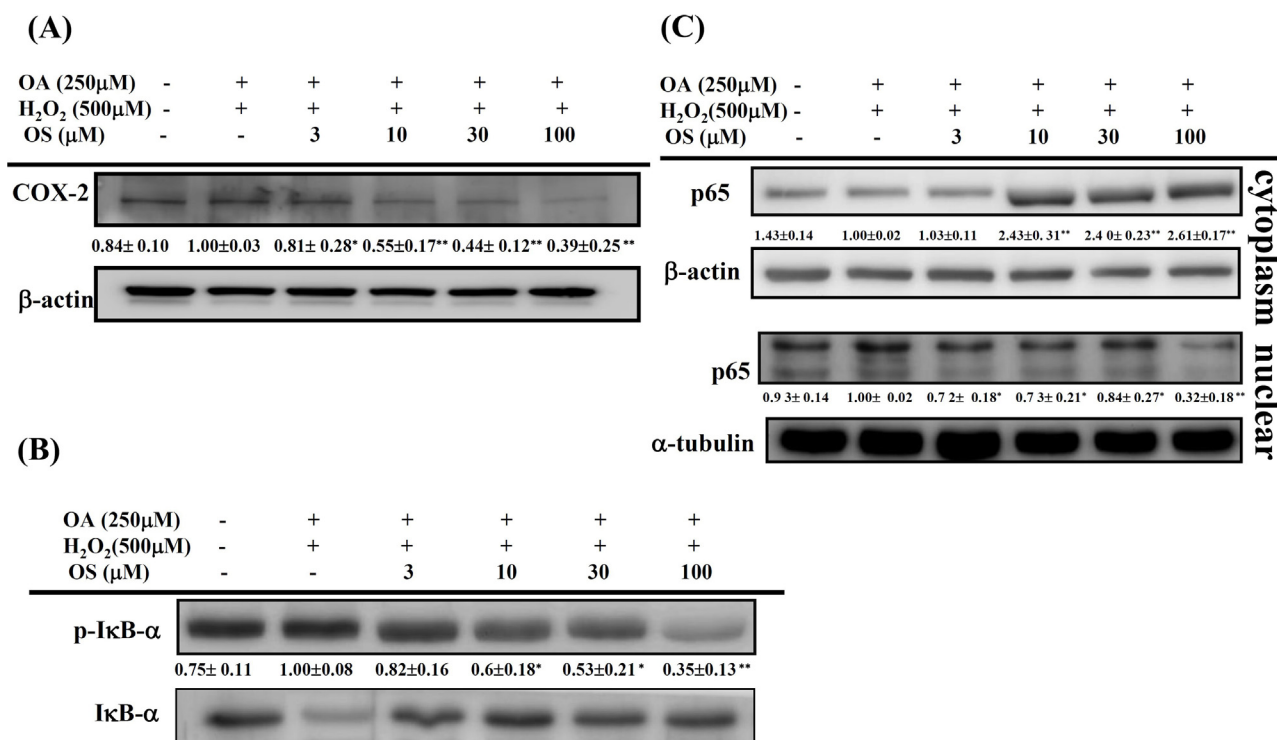 (A)
OA (250μM) - + + + + +
H₂O₂ (500μM) - + + + + +
OS (μM) - - 3 10 30 100
COX-2
0.84± 0.10 1.00±0.03 0.81± 0.28* 0.55±0.17** 0.44± 0.12** 0.39±0.25**
β-actin
(C)
OA (250μM) - + + + + +
H₂O₂(500μM) - + + + + +
OS (μM) - - 3 10 30 100
p65
1.43±0.14 1.00±0.02 1.03±0.11 2.43±0.31** 2.4 0±0.23** 2.61±0.17**
β-actin
cytoplasm
p65
0.9 3±0.14 1.00± 0.02 0.7 2± 0.18* 0.7 3±0.21* 0.84± 0.27* 0.32±0.18**
α-tubulin
nuclear
(B)
OA (250μM) - + + + + +
H₂O₂(500μM) - + + + + +
OS (μM) - - 3 10 30 100
p-IκB-α
0.75± 0.11 1.00±0.08 0.82±0.16 0.6±0.18* 0.53±0.21* 0.35±0.13**
IκB-α